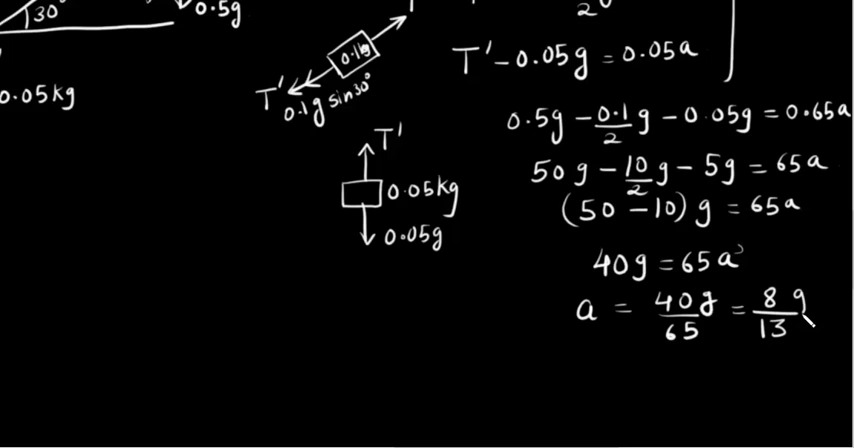 30°
0.5g
0.05kg
0.1kg
T'
0.1g sin30°
T'
0.05kg
0.05g
T' - 0.05g = 0.05a
0.5g - 0.1/2 g - 0.05g = 0.65a
50g - 10/2 g - 5g = 65a
(50 - 10)g = 65a
40g = 65a
a = 40g/65 = 8g/13